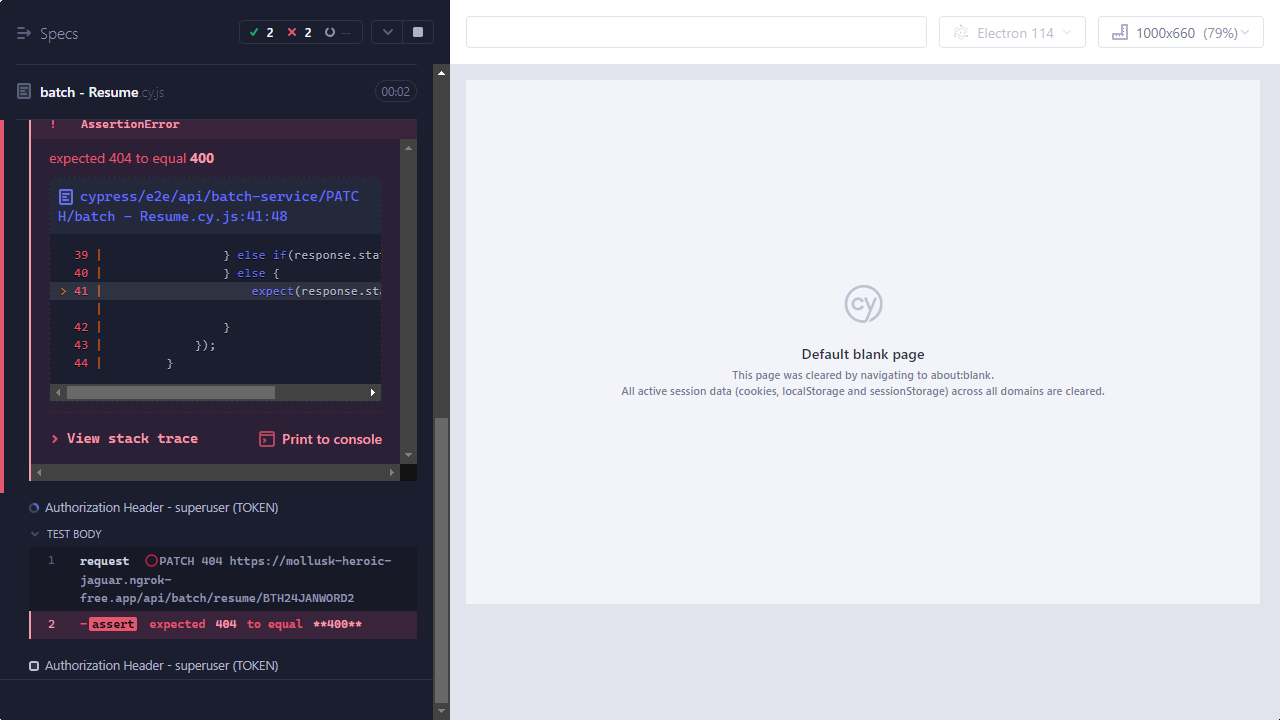 Specs
2
2
--
Electron 114
1000x660 (79%)
batch - Resume.cy.js
00:02
! AssertionError
expected 404 to equal 400
cypress/e2e/api/batch-service/PATC
H/batch - Resume.cy.js:41:48
39 | } else if(response.sta
40 | } else {
> 41 | expect(response.sta
|
42 | }
43 | });
44 | }
View stack trace
Print to console
Authorization Header - superuser (TOKEN)
TEST BODY
1 request PATCH 404 https://mollusk-heroic-
jaguar.ngrok-
free.app/api/batch/resume/BTH24JANWORD2
2 -assert expected 404 to equal **400**
Authorization Header - superuser (TOKEN)
cy
Default blank page
This page was cleared by navigating to about:blank.
All active session data (cookies, localStorage and sessionStorage) across all domains are cleared.